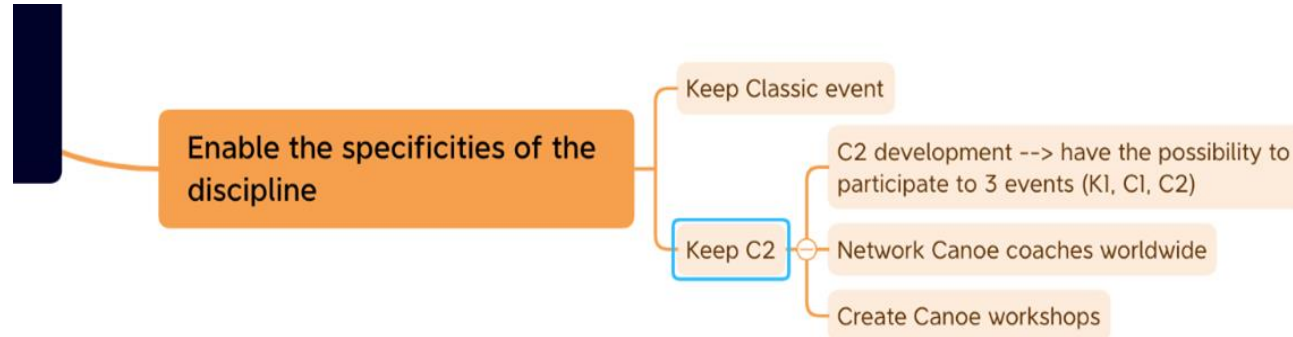 Keep Classic event
Enable the specificities of the
discipline
C2 development --> have the possibility to
participate to 3 events (K1, C1, C2)
Keep C2
Network Canoe coaches worldwide
Create Canoe workshops